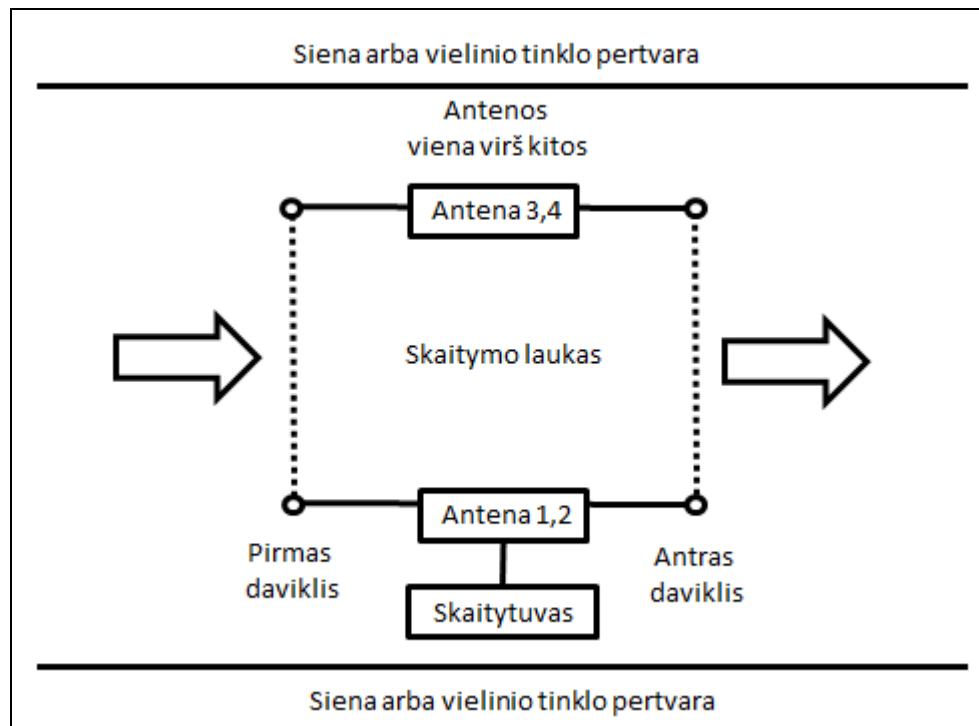 Siena arba vielinio tinklo pertvara
Antenos
viena virš kitos
Antena 3,4
Skaitymo laukas
Antena 1,2
Pirmas
daviklis
Antras
daviklis
Skaitytuvas
Siena arba vielinio tinklo pertvara